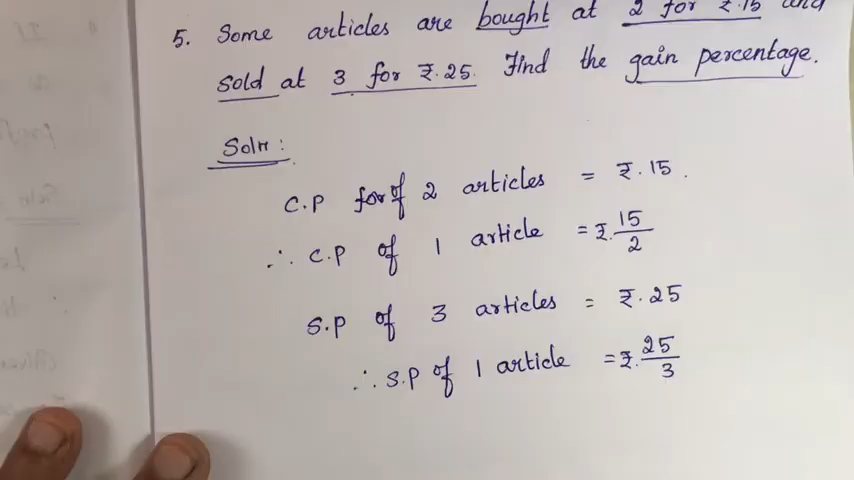 5. Some articles are bought at 2 for ₹.15 and
sold at 3 for ₹.25. Find the gain percentage.
Soln :
C.P of 2 articles = ₹.15.
∴ C.P of 1 article = ₹.15/2
S.P of 3 articles = ₹.25
∴ S.P of 1 article = ₹.25/3